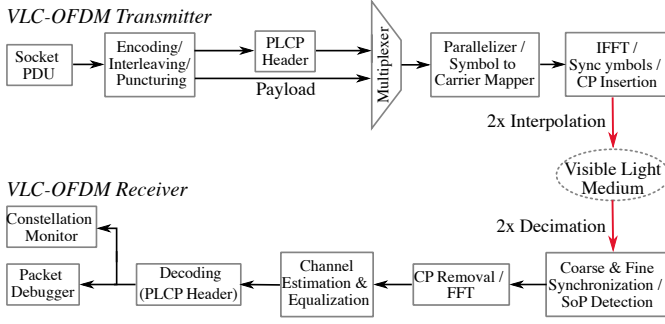 VLC-OFDM Transmitter
Socket
PDU
Encoding/
Interleaving/
Puncturing
PLCP
Header
Payload
Multiplexer
Parallelizer /
Symbol to
Carrier Mapper
IFFT /
Sync ymbols /
CP Insertion
2x Interpolation
Visible Light
Medium
2x Decimation
VLC-OFDM Receiver
Constellation
Monitor
Packet
Debugger
Decoding
(PLCP Header)
Channel
Estimation &
Equalization
CP Removal /
FFT
Coarse & Fine
Synchronization /
SoP Detection